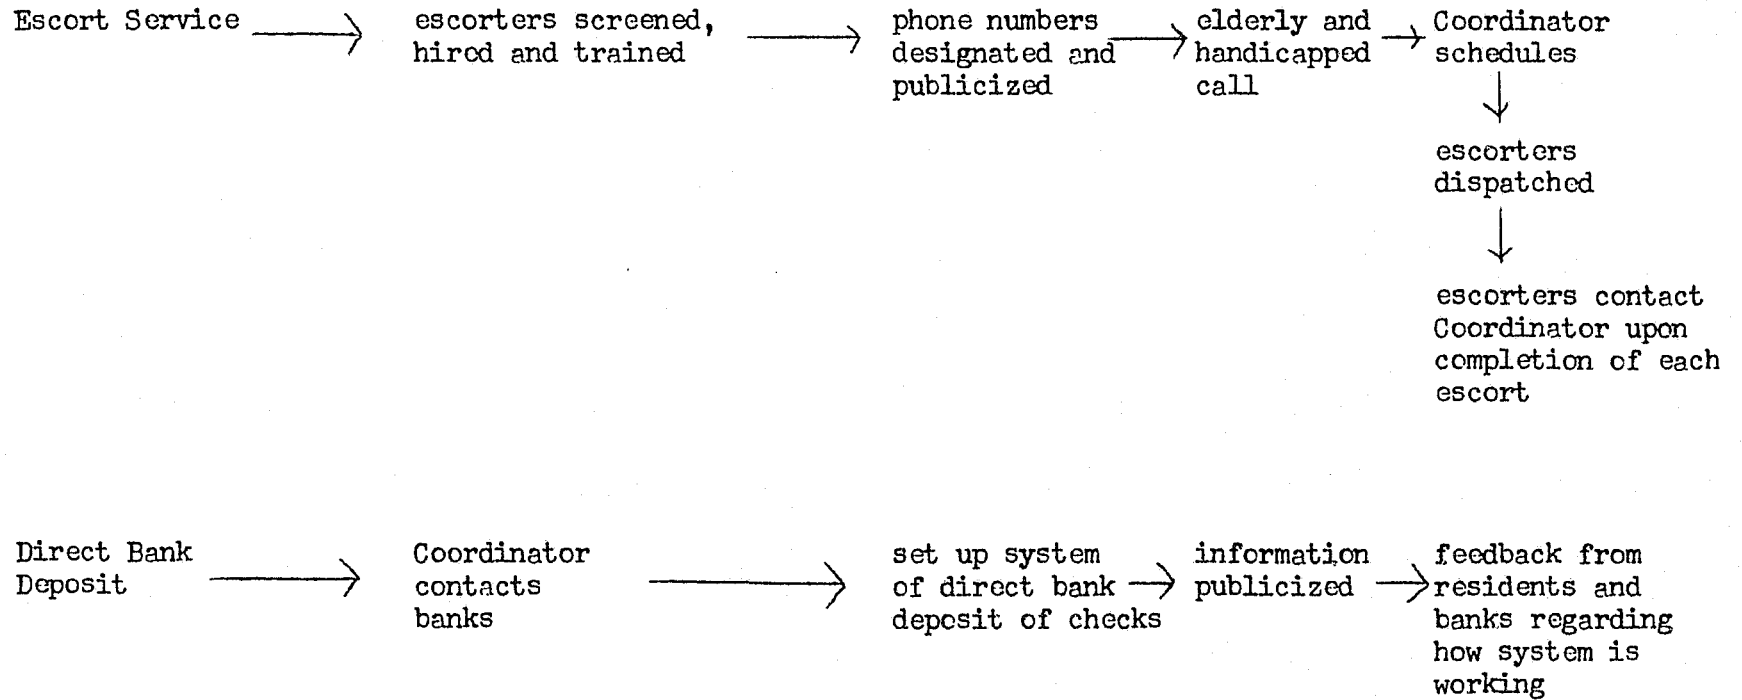 Escort Service
escorters screened,
hired and trained
phone numbers
designated and
publicized
elderly and
handicapped
call
Coordinator
schedules
escorters
dispatched
escorters contact
Coordinator upon
completion of each
escort
Direct Bank
Deposit
Coordinator
contacts
banks
set up system
of direct bank
deposit of checks
information
publicized
feedback from
residents and
banks regarding
how system is
working